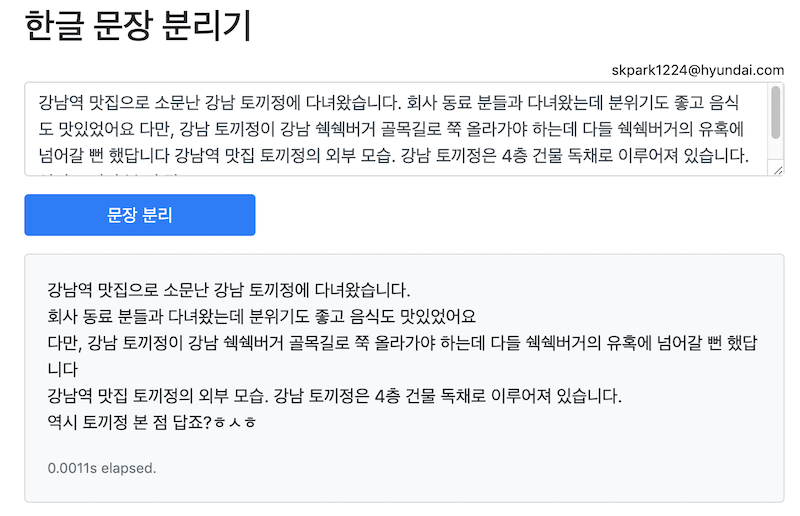 한글 문장 분리기
skpark1224@hyundai.com
강남역 맛집으로 소문난 강남 토끼정에 다녀왔습니다. 회사 동료 분들과 다녀왔는데 분위기도 좋고 음식
도 맛있었어요 다만, 강남 토끼정이 강남 쉑쉑버거 골목길로 쭉 올라가야 하는데 다들 쉑쉑버거의 유혹에
넘어갈 뻔 했답니다 강남역 맛집 토끼정의 외부 모습. 강남 토끼정은 4층 건물 독채로 이루어져 있습니다.
문장 분리
강남역 맛집으로 소문난 강남 토끼정에 다녀왔습니다.
회사 동료 분들과 다녀왔는데 분위기도 좋고 음식도 맛있었어요
다만, 강남 토끼정이 강남 쉑쉑버거 골목길로 쭉 올라가야 하는데 다들 쉑쉑버거의 유혹에 넘어갈 뻔 했답
니다
강남역 맛집 토끼정의 외부 모습. 강남 토끼정은 4층 건물 독채로 이루어져 있습니다.
역시 토끼정 본 점 답죠?ㅎㅅㅎ
0.0011s elapsed.